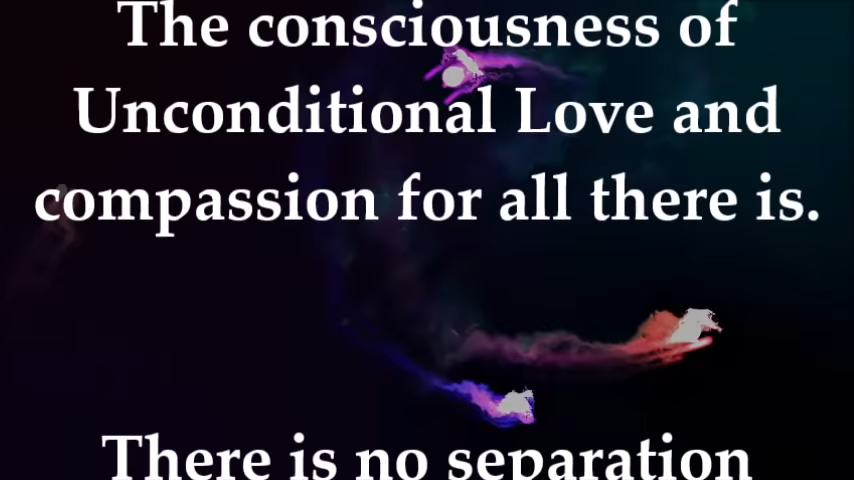 The consciousness of
Unconditional Love and
compassion for all there is.
There is no separation